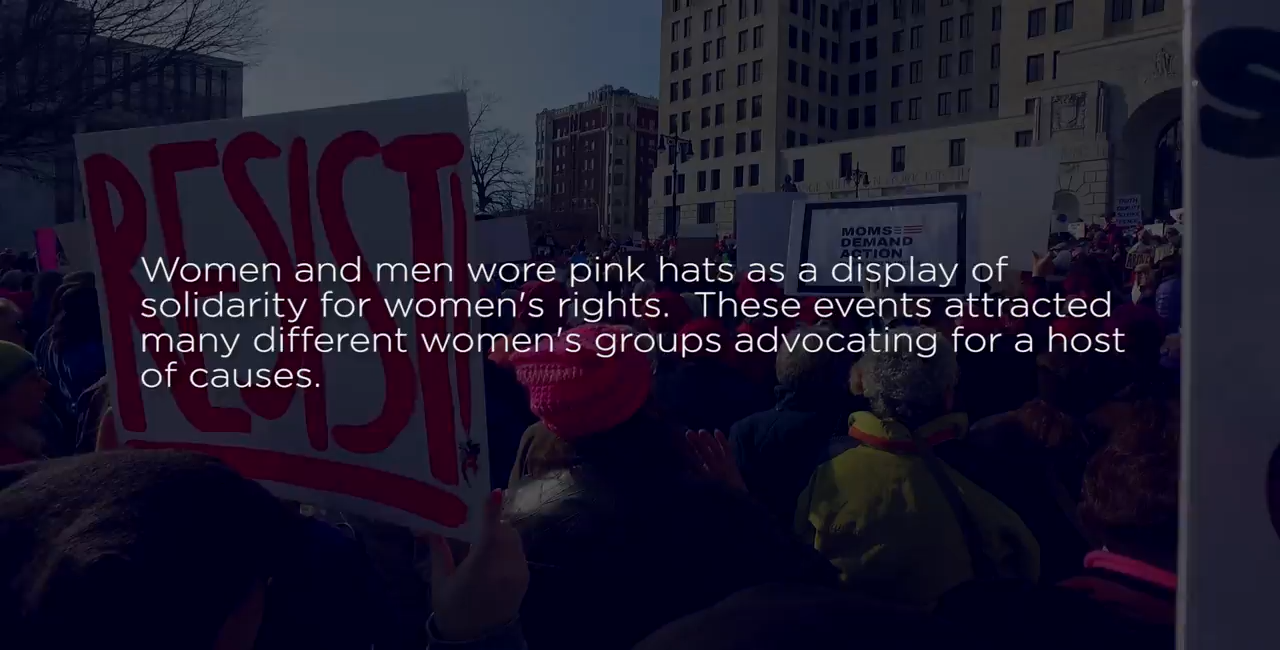 RESIST!
MOMS
DEMAND
ACTION
Women and men wore pink hats as a display of
solidarity for women's rights.  These events attracted
many different women's groups advocating for a host
of causes.